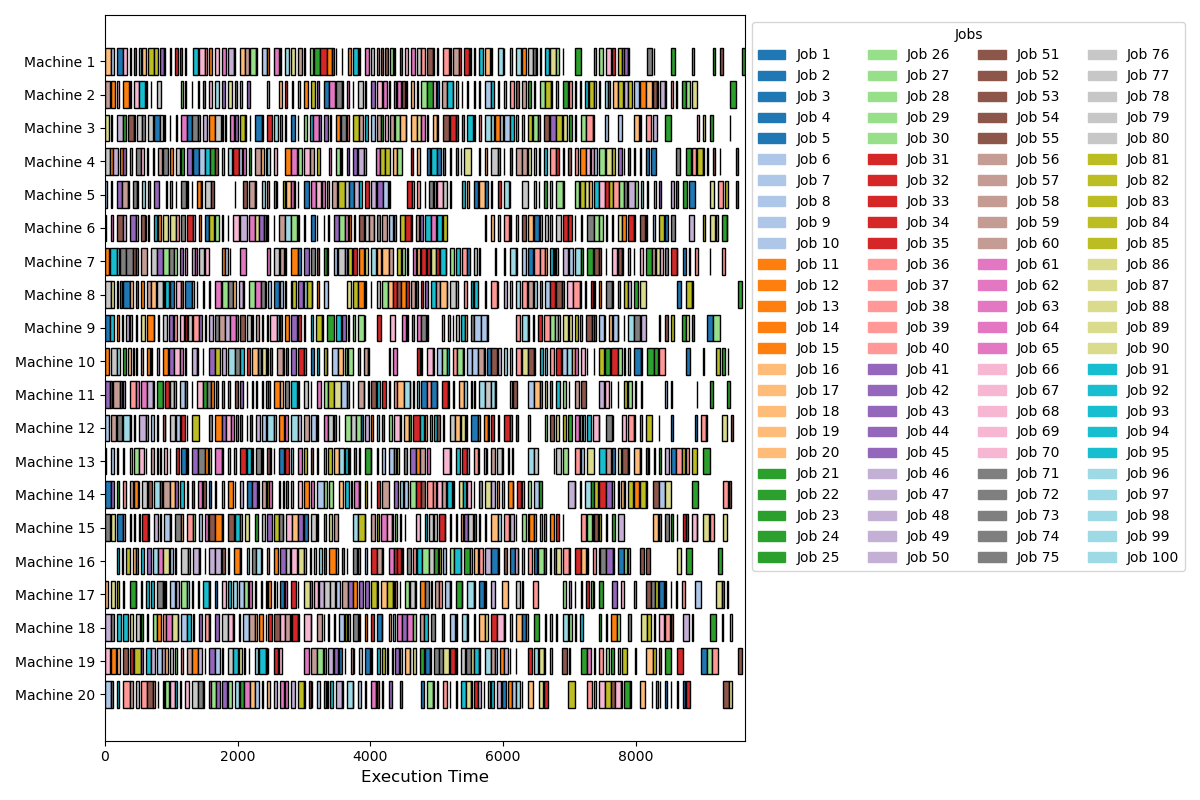 Machine 1
Machine 2
Machine 3
Machine 4
Machine 5
Machine 6
Machine 7
Machine 8
Machine 9
Machine 10
Machine 11
Machine 12
Machine 13
Machine 14
Machine 15
Machine 16
Machine 17
Machine 18
Machine 19
Machine 20
0 2000 4000 6000 8000
Execution Time
Jobs
Job 1 Job 26 Job 51 Job 76
Job 2 Job 27 Job 52 Job 77
Job 3 Job 28 Job 53 Job 78
Job 4 Job 29 Job 54 Job 79
Job 5 Job 30 Job 55 Job 80
Job 6 Job 31 Job 56 Job 81
Job 7 Job 32 Job 57 Job 82
Job 8 Job 33 Job 58 Job 83
Job 9 Job 34 Job 59 Job 84
Job 10 Job 35 Job 60 Job 85
Job 11 Job 36 Job 61 Job 86
Job 12 Job 37 Job 62 Job 87
Job 13 Job 38 Job 63 Job 88
Job 14 Job 39 Job 64 Job 89
Job 15 Job 40 Job 65 Job 90
Job 16 Job 41 Job 66 Job 91
Job 17 Job 42 Job 67 Job 92
Job 18 Job 43 Job 68 Job 93
Job 19 Job 44 Job 69 Job 94
Job 20 Job 45 Job 70 Job 95
Job 21 Job 46 Job 71 Job 96
Job 22 Job 47 Job 72 Job 97
Job 23 Job 48 Job 73 Job 98
Job 24 Job 49 Job 74 Job 99
Job 25 Job 50 Job 75 Job 100